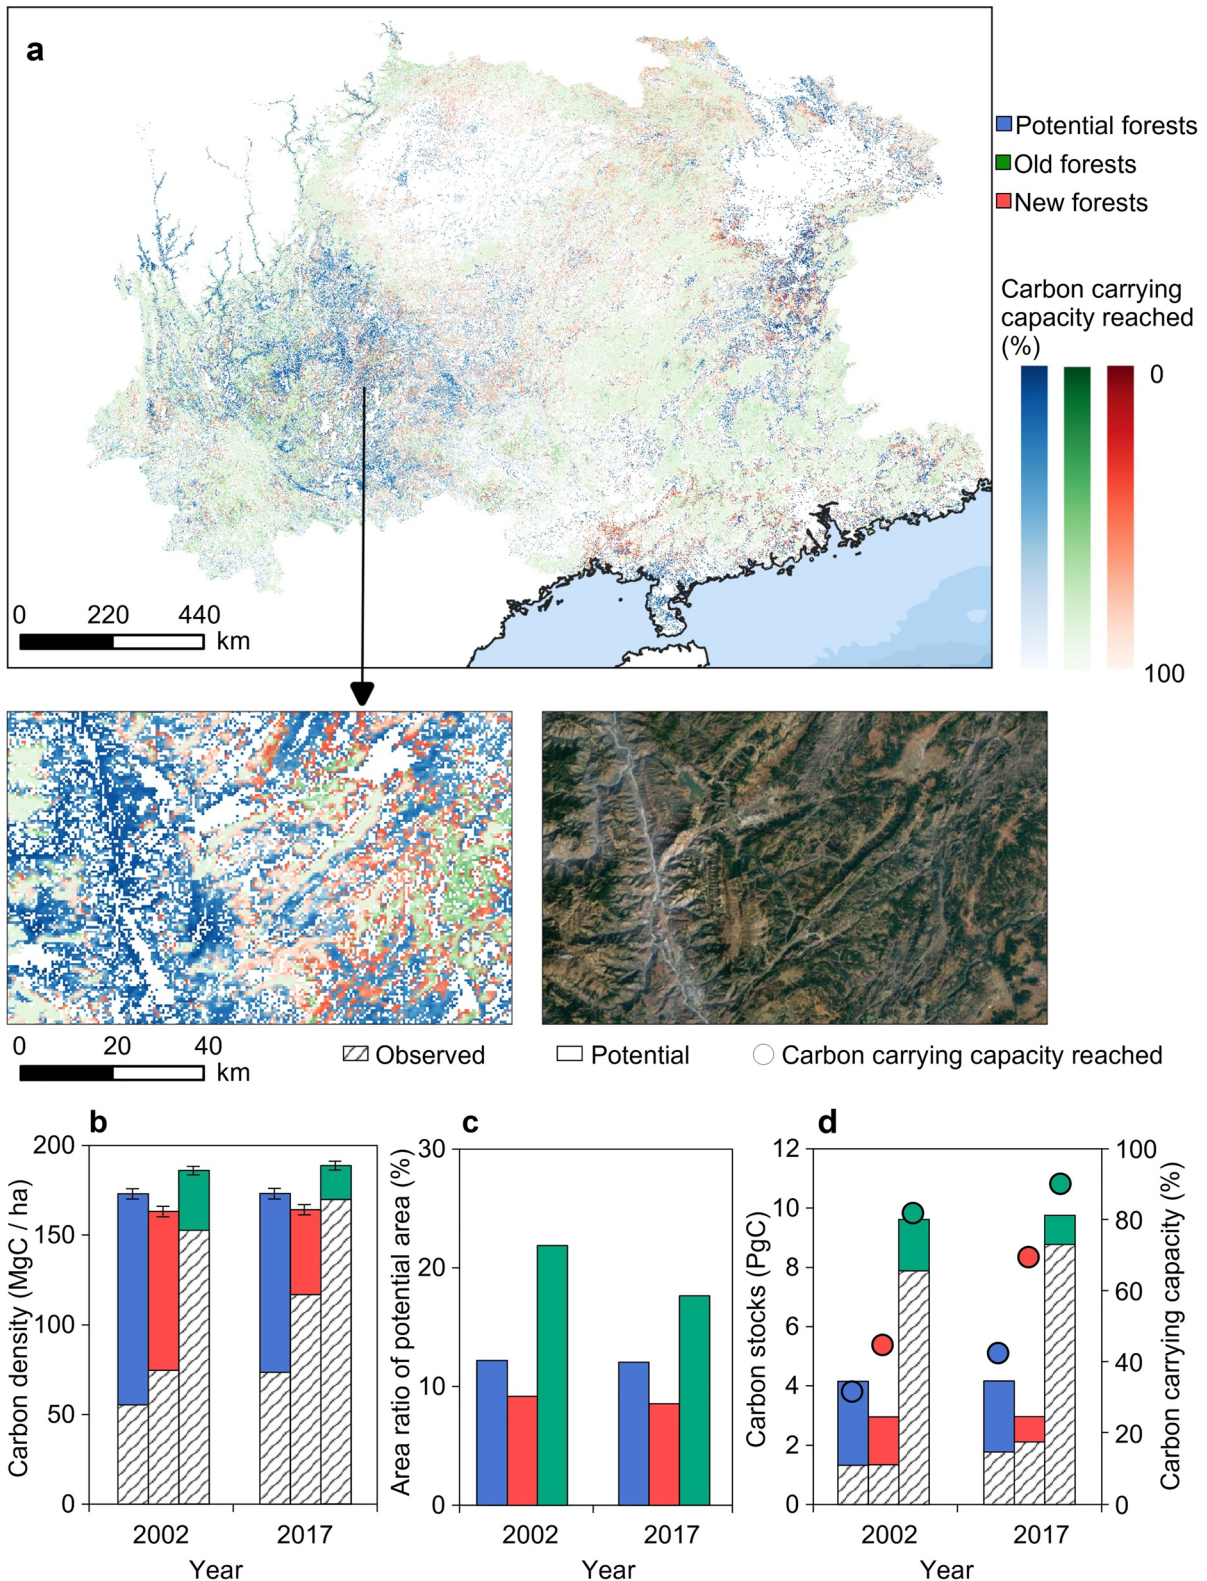 a
Potential forests
Old forests
New forests
Carbon carrying
capacity reached
(%)
0
100
0 220 440
km
0 20 40
km
Observed
Potential
Carbon carrying capacity reached
b
Carbon density (MgC / ha)
200
150
100
50
0
2002 2017
Year
c
Area ratio of potential area (%)
30
20
10
0
2002 2017
Year
d
Carbon stocks (PgC)
12
10
8
6
4
2
0
100
80
60
40
20
0
Carbon carrying capacity (%)
2002 2017
Year